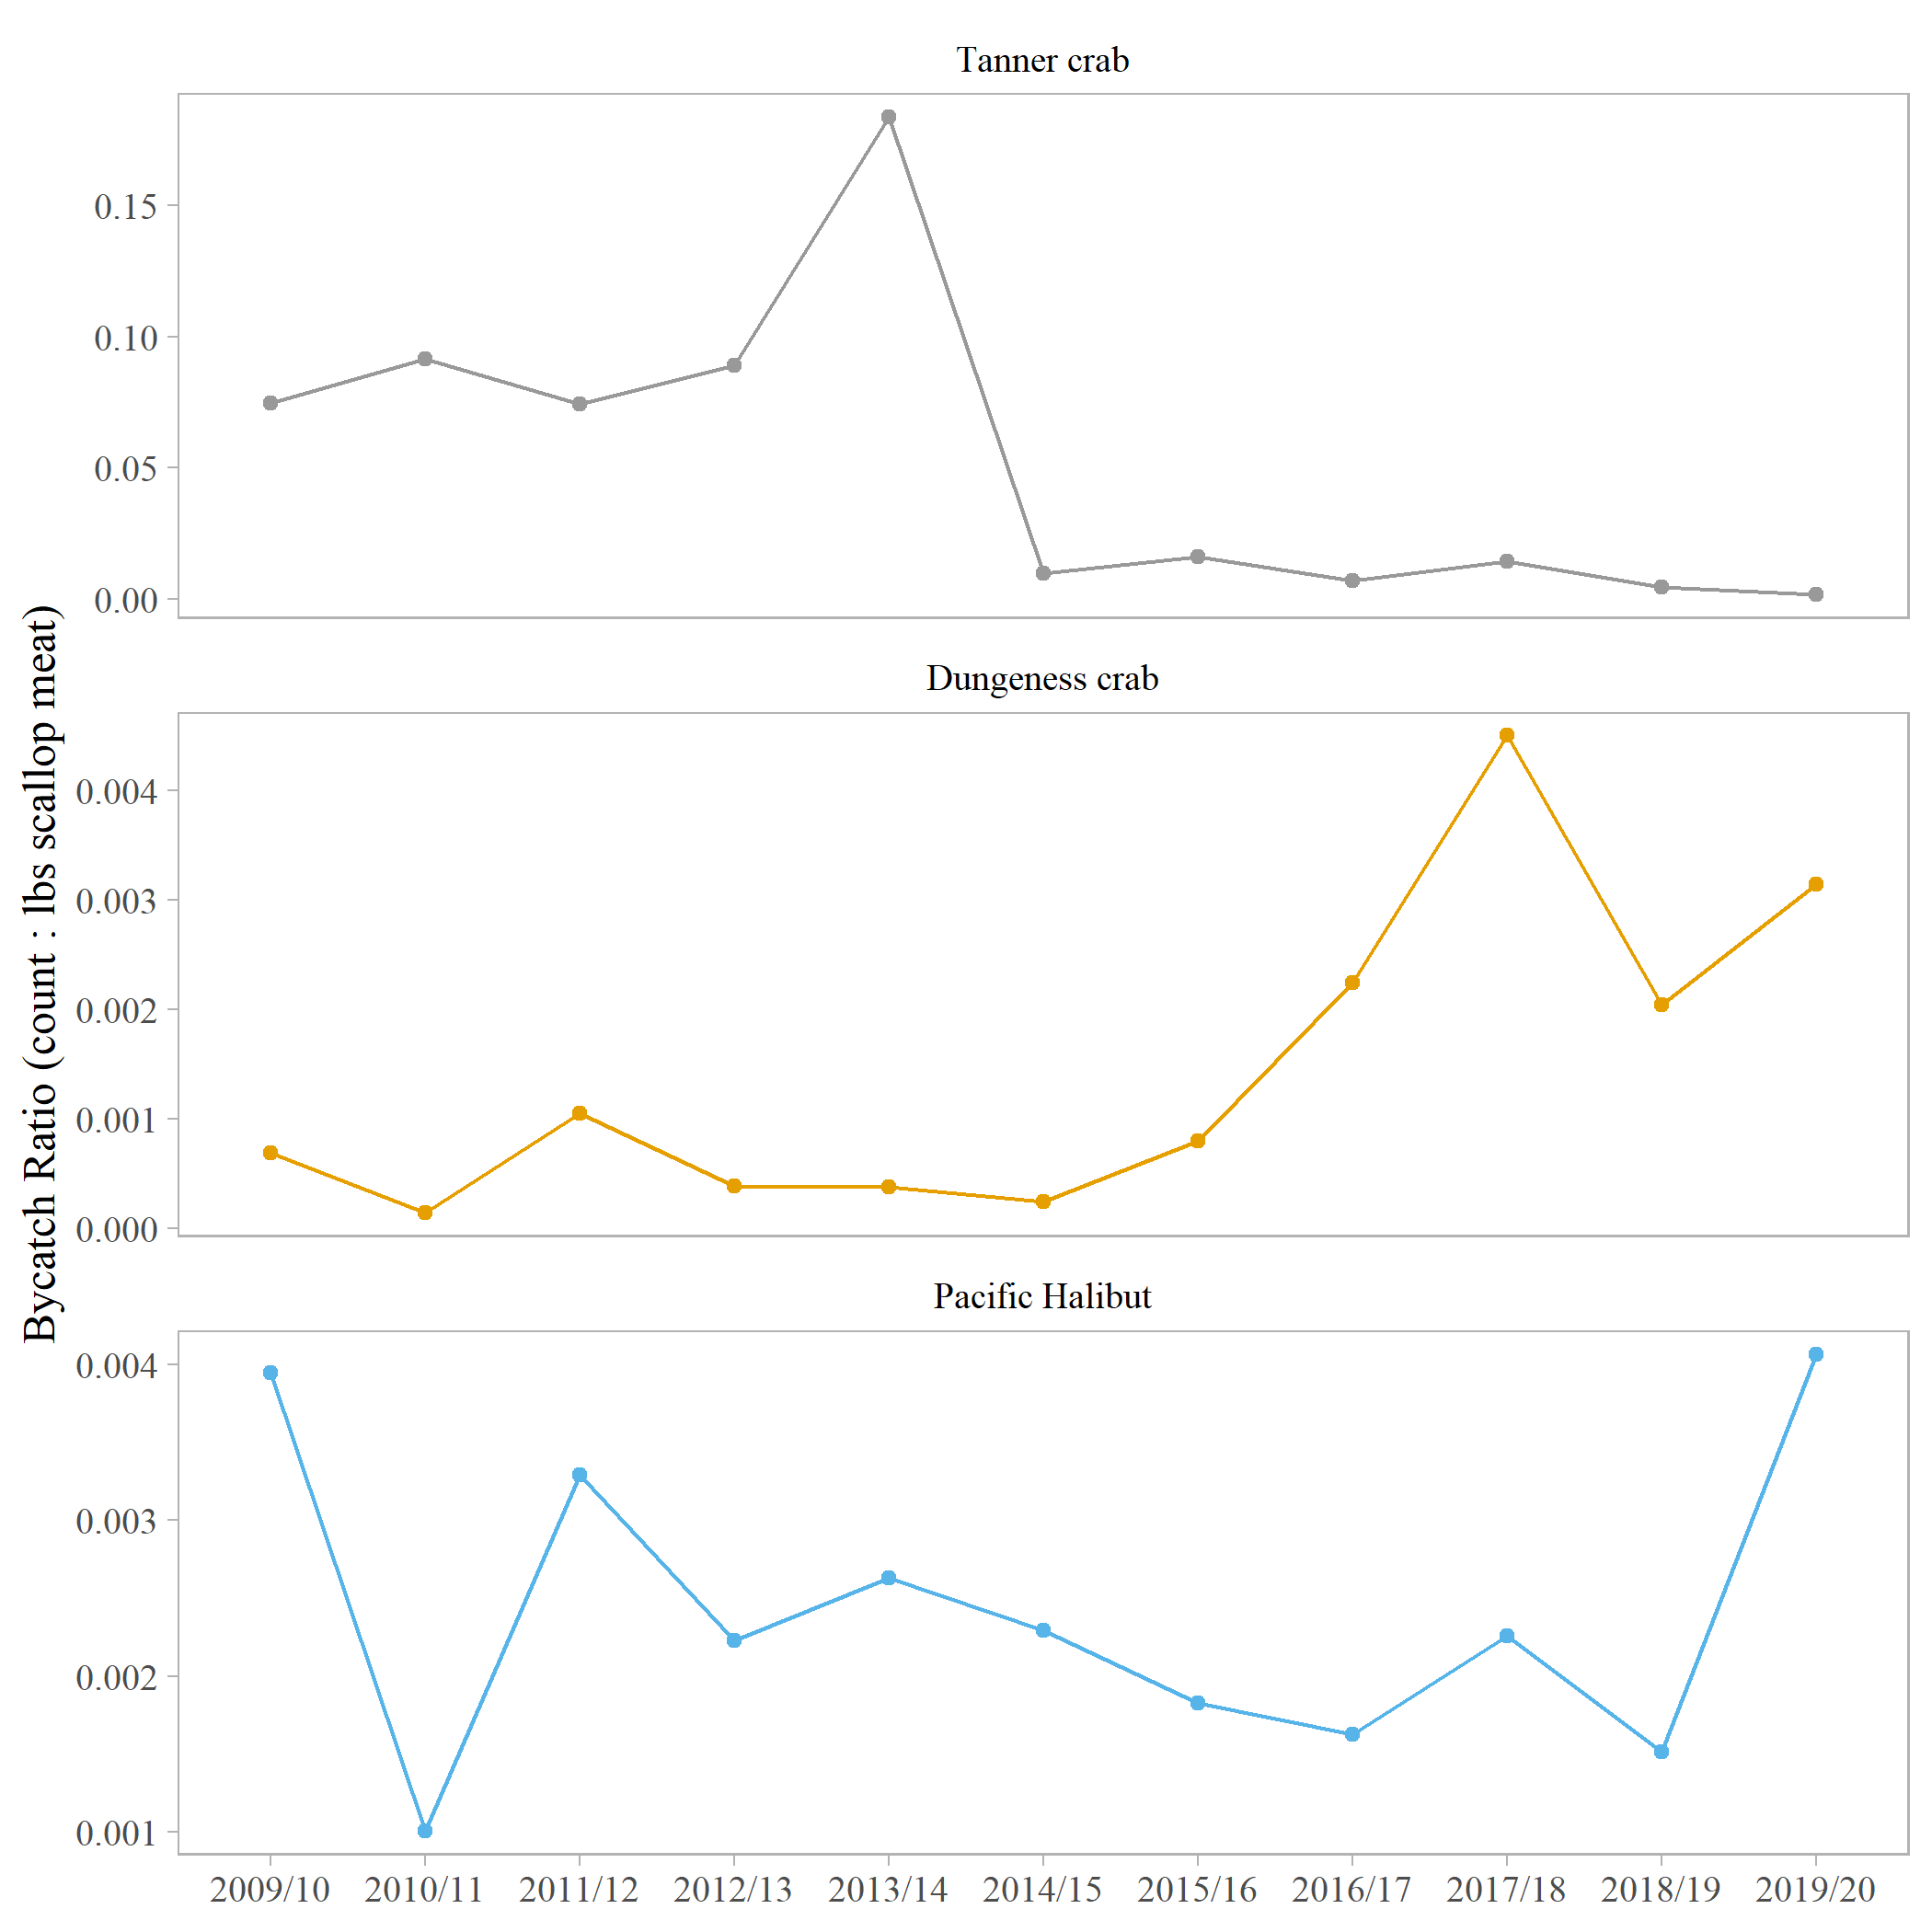 Tanner crab
0.15
0.10
0.05
0.00
Bycatch Ratio (count : lbs scallop meat)
Dungeness crab
0.004
0.003
0.002
0.001
0.000
Pacific Halibut
0.004
0.003
0.002
0.001
2009/10 2010/11 2011/12 2012/13 2013/14 2014/15 2015/16 2016/17 2017/18 2018/19 2019/20